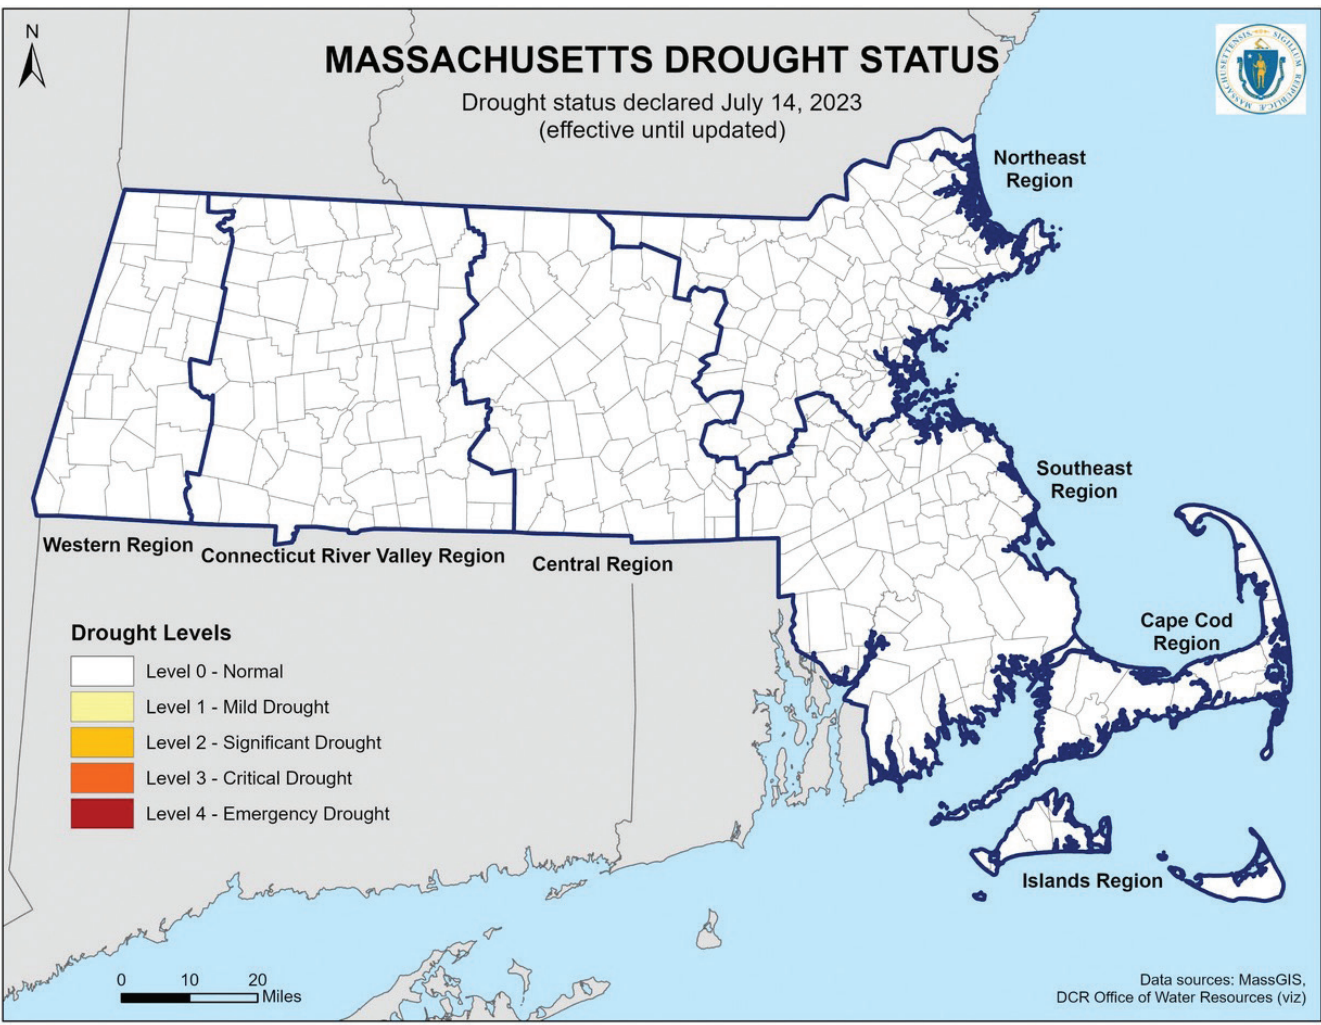 N
MASSACHUSETTS DROUGHT STATUS
Drought status declared July 14, 2023
(effective until updated)
Northeast
Region
Southeast
Region
Western Region
Connecticut River Valley Region
Central Region
Cape Cod
Region
Drought Levels
Level 0 - Normal
Level 1 - Mild Drought
Level 2 - Significant Drought
Level 3 - Critical Drought
Level 4 - Emergency Drought
Islands Region
0 10 20
Miles
Data sources: MassGIS,
DCR Office of Water Resources (viz)